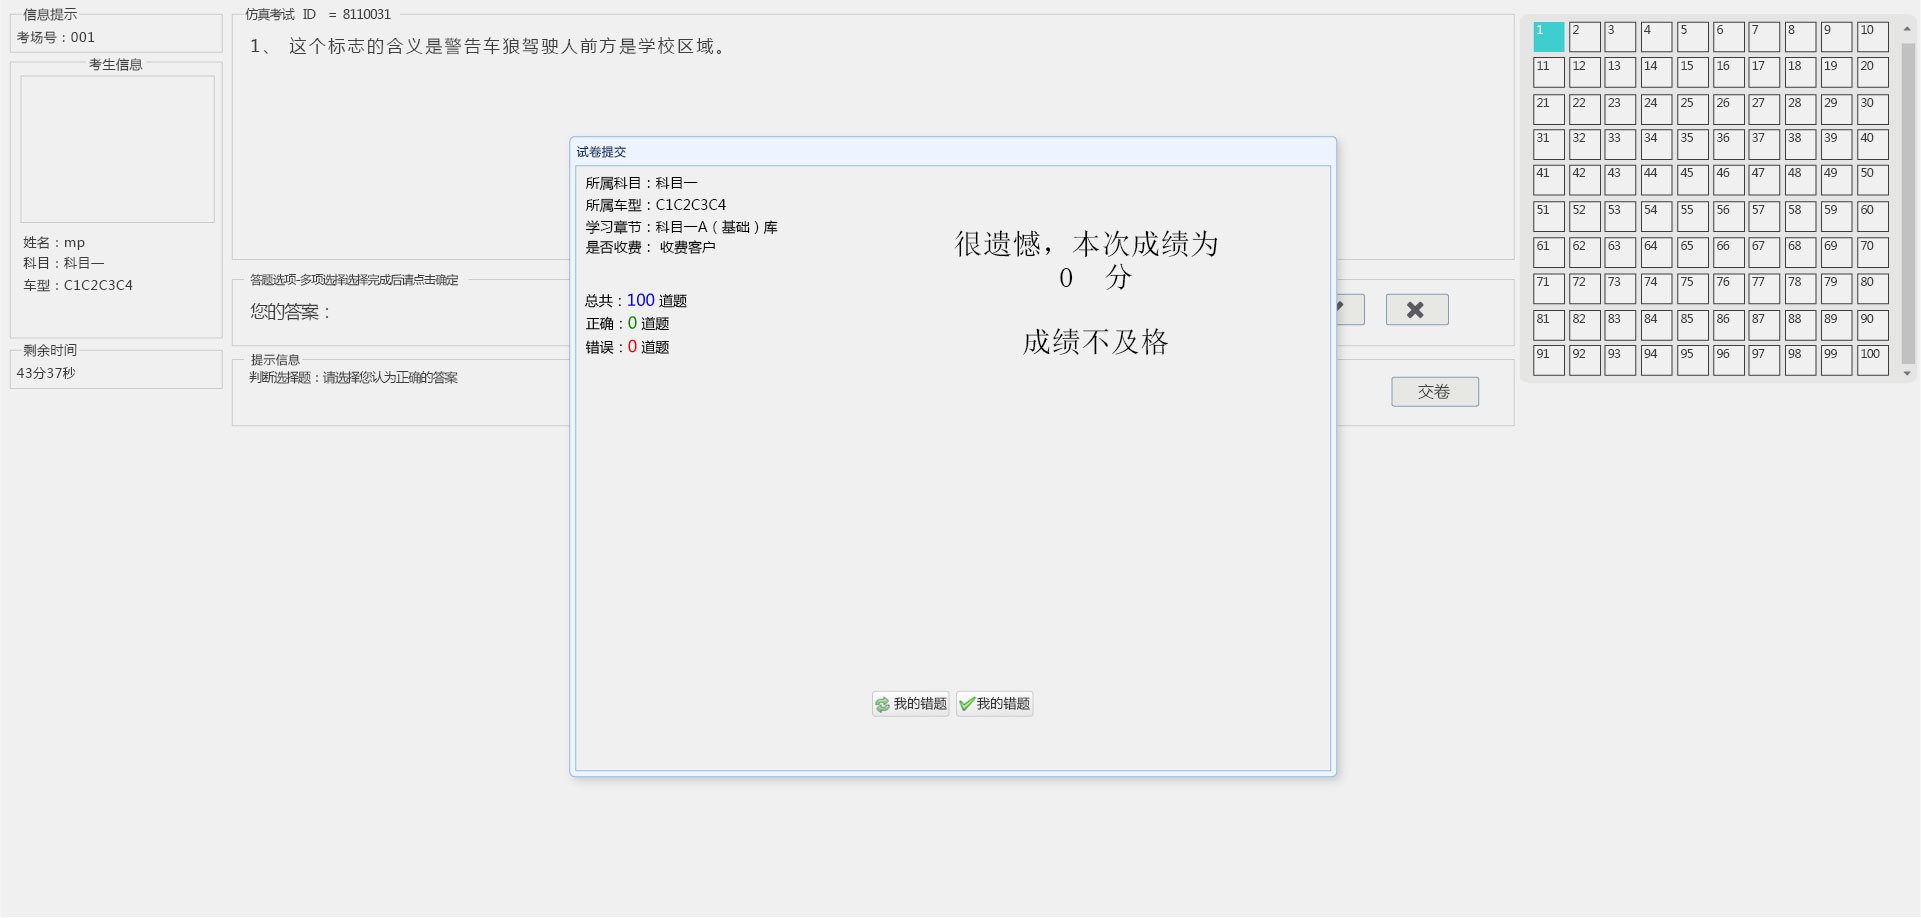 信息提示
考场号：001
考生信息
姓名：mp
科目：科目一
车型：C1C2C3C4
剩余时间
43分37秒
仿真考试 ID = 8110031
1、 这个标志的含义是警告车狼驾驶人前方是学校区域。
答题选项-多项选择选择完成后请点击确定
您的答案：
提示信息
判断选择题：请选择您认为正确的答案
交卷
试卷提交
所属科目：科目一
所属车型：C1C2C3C4
学习章节：科目一A（基础）库
是否收费： 收费客户
总共：100 道题
正确：0 道题
错误：0 道题
很遗憾，本次成绩为
0 分
成绩不及格
我的错题 我的错题
1 2 3 4 5 6 7 8 9 10
11 12 13 14 15 16 17 18 19 20
21 22 23 24 25 26 27 28 29 30
31 32 33 34 35 36 37 38 39 40
41 42 43 44 45 46 47 48 49 50
51 52 53 54 55 56 57 58 59 60
61 62 63 64 65 66 67 68 69 70
71 72 73 74 75 76 77 78 79 80
81 82 83 84 85 86 87 88 89 90
91 92 93 94 95 96 97 98 99 100